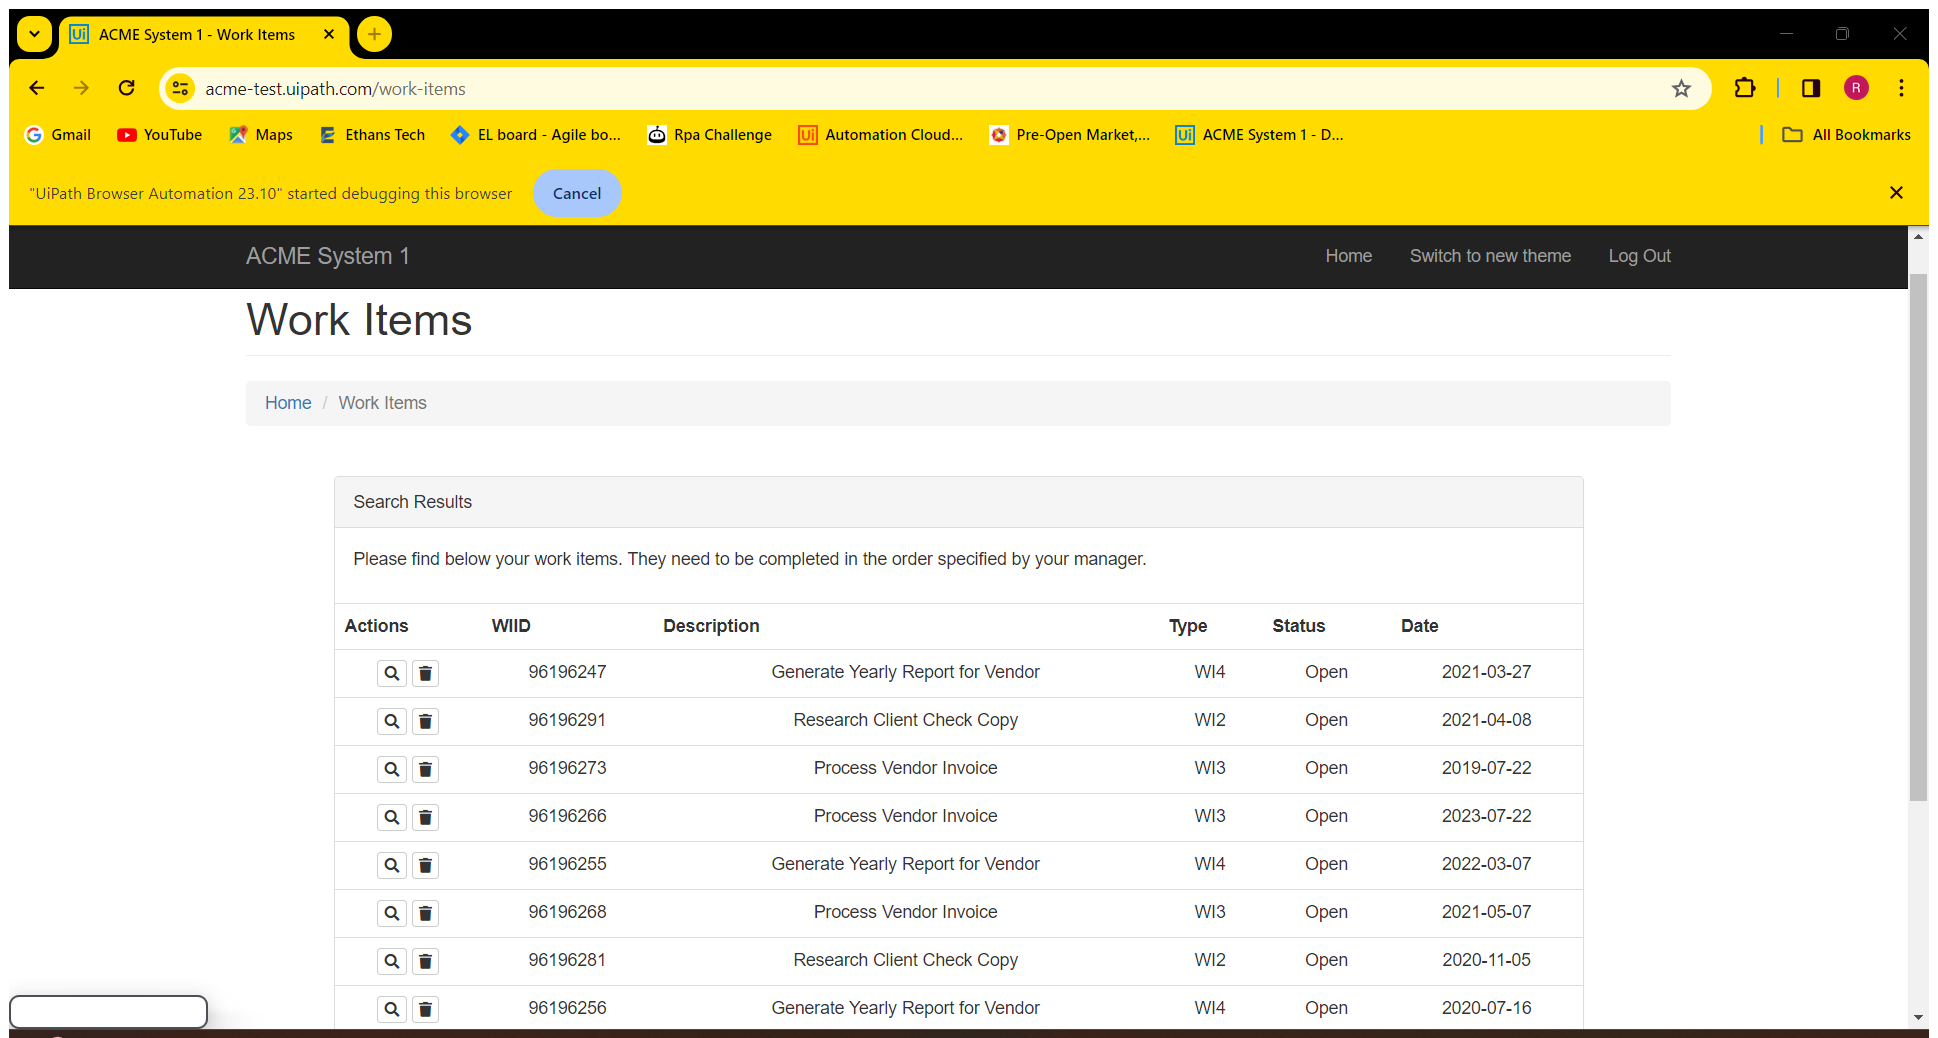 ACME System 1 - Work Items
acme-test.uipath.com/work-items
R
Gmail YouTube Maps Ethans Tech EL board - Agile bo... Rpa Challenge Automation Cloud... Pre-Open Market,... ACME System 1 - D... All Bookmarks
"UiPath Browser Automation 23.10" started debugging this browser Cancel
ACME System 1 Home Switch to new theme Log Out
Work Items
Home / Work Items
Search Results
Please find below your work items. They need to be completed in the order specified by your manager.
Actions WIID Description Type Status Date
96196247 Generate Yearly Report for Vendor WI4 Open 2021-03-27
96196291 Research Client Check Copy WI2 Open 2021-04-08
96196273 Process Vendor Invoice WI3 Open 2019-07-22
96196266 Process Vendor Invoice WI3 Open 2023-07-22
96196255 Generate Yearly Report for Vendor WI4 Open 2022-03-07
96196268 Process Vendor Invoice WI3 Open 2021-05-07
96196281 Research Client Check Copy WI2 Open 2020-11-05
96196256 Generate Yearly Report for Vendor WI4 Open 2020-07-16